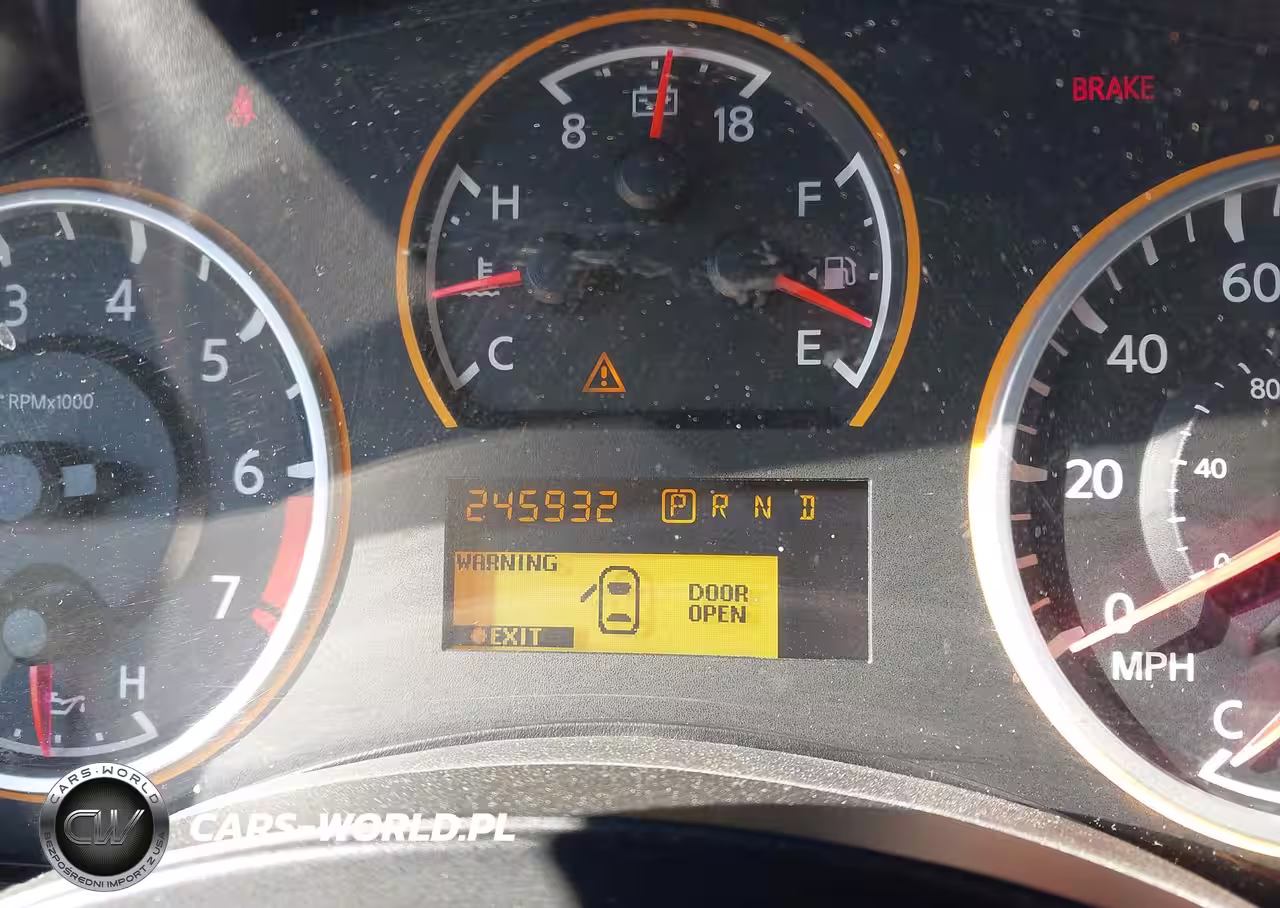 BRAKE
8 18
H F
C E
3 4 5 6 7
RPMx1000
H
245932 P R N D
WARNING
DOOR
OPEN
EXIT
0 20 40 60
0 40 80
MPH
C
CARS-WORLD
CW
BEZPOŚREDNI IMPORT Z USA
CARS-WORLD.PL